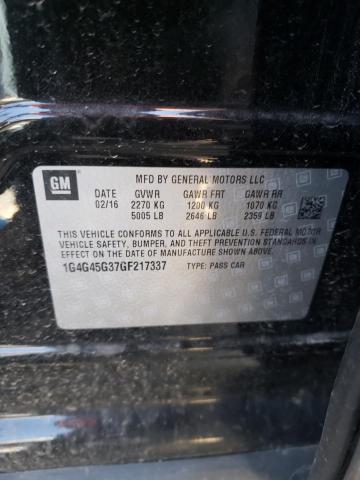 GM
MFD BY GENERAL MOTORS LLC
DATE GVWR GAWR FRT GAWR RR
02/16 2270 KG 1200 KG 1070 KG
5005 LB 2646 LB 2359 LB
THIS VEHICLE CONFORMS TO ALL APPLICABLE U.S. FEDERAL MOTOR
VEHICLE SAFETY, BUMPER, AND THEFT PREVENTION STANDARDS IN
EFFECT ON THE DATE OF MANUFACTURE SHOWN ABOVE.
1G4G45G37GF217337 TYPE: PASS CAR